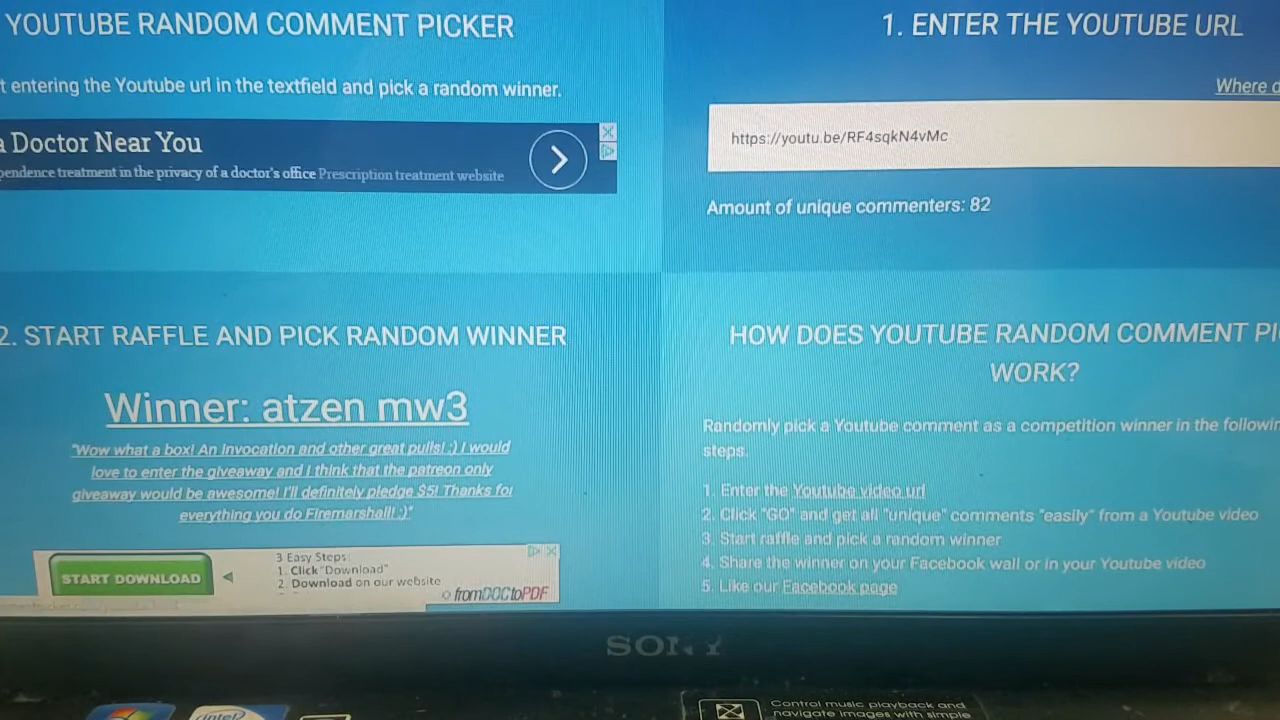 YOUTUBE RANDOM COMMENT PICKER
t entering the Youtube url in the textfield and pick a random winner.
a Doctor Near You
pendence treatment in the privacy of a doctor's office Prescription treatment website
1. ENTER THE YOUTUBE URL
Where d
https://youtu.be/RF4sqkN4vMc
Amount of unique commenters: 82
2. START RAFFLE AND PICK RANDOM WINNER
Winner: atzen mw3
"Wow what a box! An Invocation and other great pulls! :) I would
love to enter the giveaway and I think that the patreon only
giveaway would be awesome! I'll definitely pledge $5! Thanks for
everything you do Firemarshall! :)"
START DOWNLOAD
3 Easy Steps:
1. Click "Download"
2. Download on our website
fromDOCtoPDF
HOW DOES YOUTUBE RANDOM COMMENT PI
WORK?
Randomly pick a Youtube comment as a competition winner in the followin
steps.
1. Enter the Youtube video url
2. Click "GO" and get all "unique" comments "easily" from a Youtube video
3. Start raffle and pick a random winner
4. Share the winner on your Facebook wall or in your Youtube video
5. Like our Facebook page
SONY
intel
Control music playback and
navigate images with simple